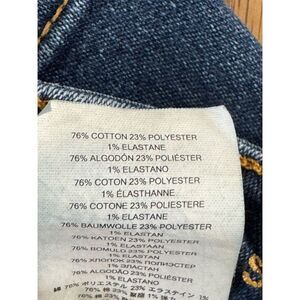 76% COTTON 23% POLYESTER
1% ELASTANE
76% ALGODÓN 23% POLIÉSTER
1% ELASTANO
76% COTON 23% POLYESTER
1% ÉLASTHANNE
76% COTONE 23% POLIESTERE
1% ELASTANE
76% BAUMWOLLE 23% POLYESTER
1% ELASTAN
76% KATOEN 23% POLYESTER
1% ELASTAAN
76% BOMULD 23% POLYESTER
1% ELASTAN
76% ХЛОПОК 23% ПОЛИЭСТЕР
1% ЭЛАСТАН
76% ALGODÃO 23% POLIÉSTER
1% ELASTANO
綿 76% ポリエステル 23% エラスタイン